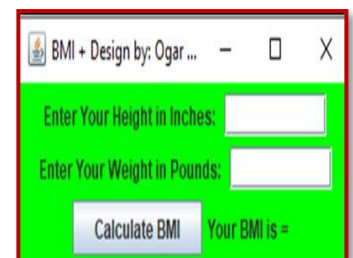 BMI + Design by: Ogar ...
Enter Your Height in Inches:
Enter Your Weight in Pounds:
Calculate BMI Your BMI is =